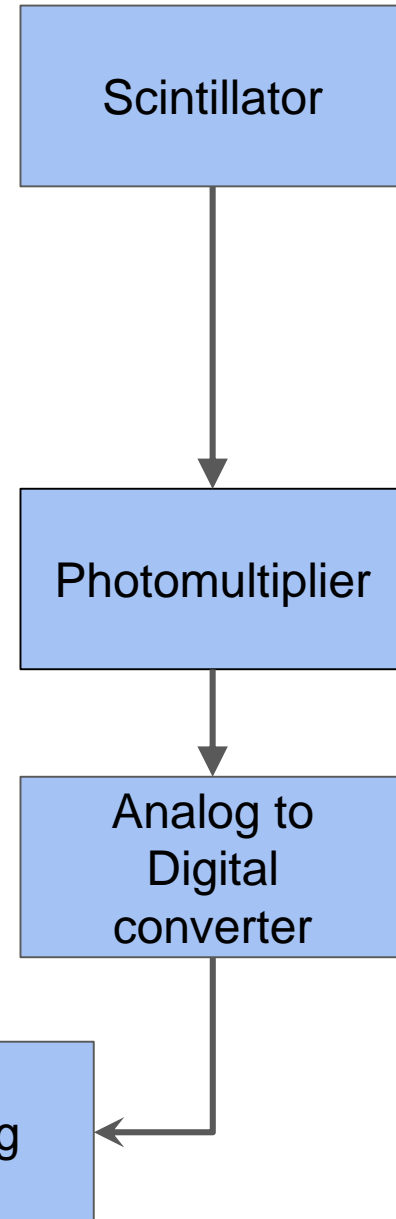 Scintillator
Photomultiplier
Analog to
Digital
converter
g